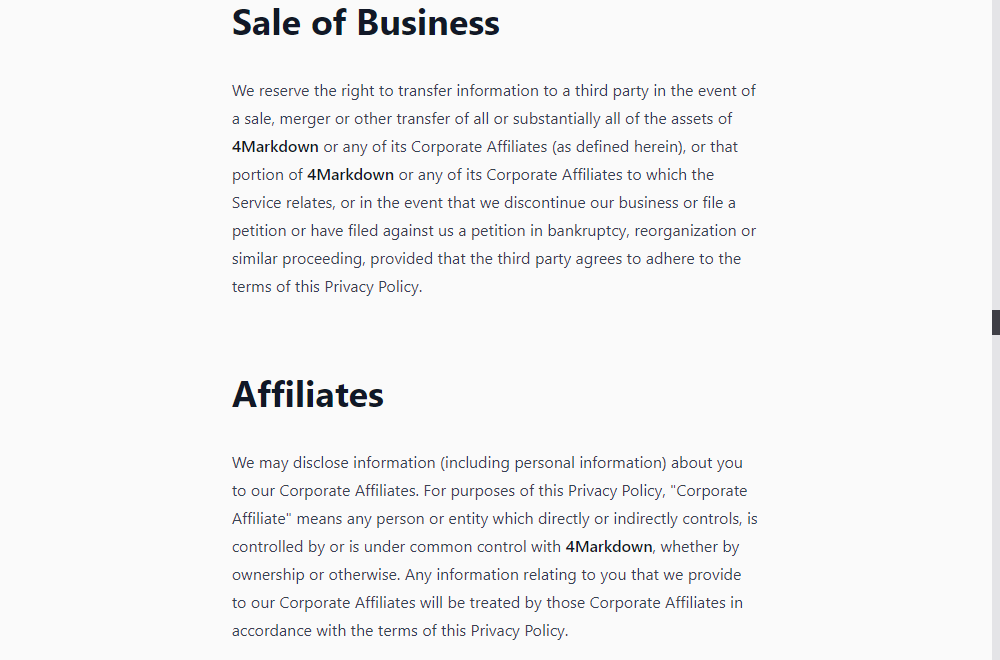 Sale of Business
We reserve the right to transfer information to a third party in the event of
a sale, merger or other transfer of all or substantially all of the assets of
4Markdown or any of its Corporate Affiliates (as defined herein), or that
portion of 4Markdown or any of its Corporate Affiliates to which the
Service relates, or in the event that we discontinue our business or file a
petition or have filed against us a petition in bankruptcy, reorganization or
similar proceeding, provided that the third party agrees to adhere to the
terms of this Privacy Policy.
Affiliates
We may disclose information (including personal information) about you
to our Corporate Affiliates. For purposes of this Privacy Policy, "Corporate
Affiliate" means any person or entity which directly or indirectly controls, is
controlled by or is under common control with 4Markdown, whether by
ownership or otherwise. Any information relating to you that we provide
to our Corporate Affiliates will be treated by those Corporate Affiliates in
accordance with the terms of this Privacy Policy.